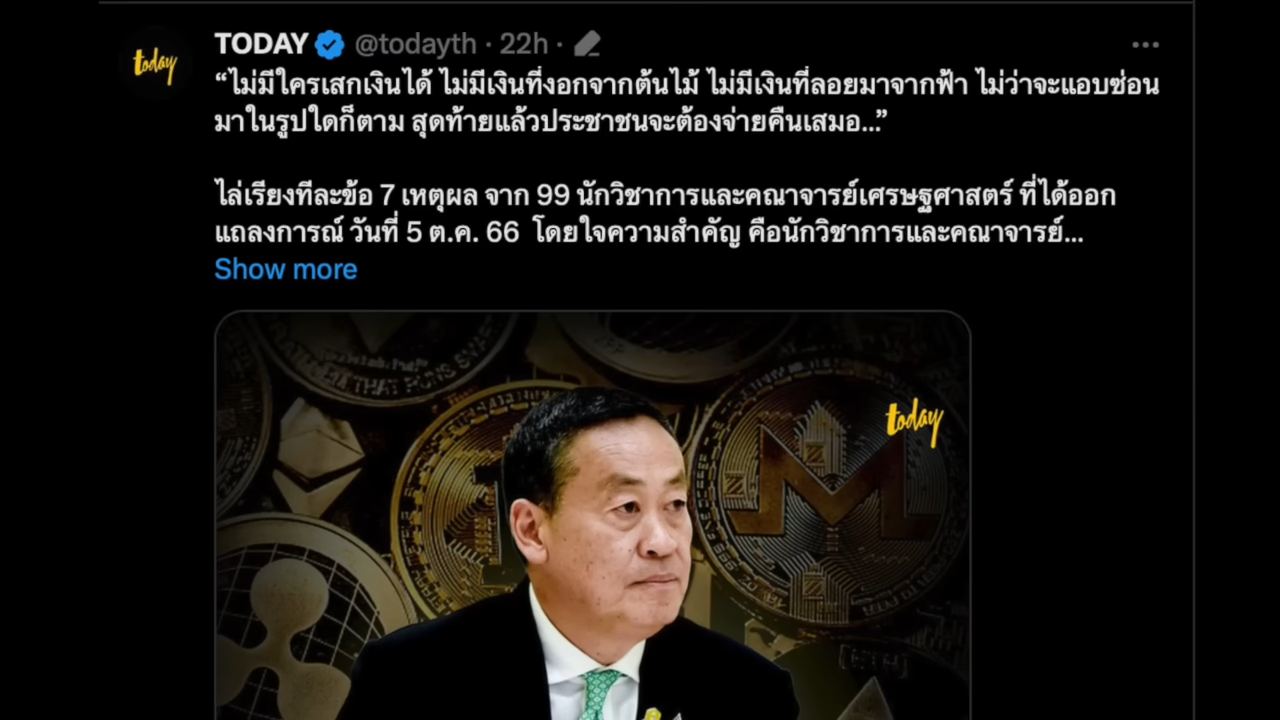 today
TODAY @todayth · 22h ·
“ไม่มีใครเสกเงินได้ ไม่มีเงินที่งอกจากต้นไม้ ไม่มีเงินที่ลอยมาจากฟ้า ไม่ว่าจะแอบซ่อน
มาในรูปใดก็ตาม สุดท้ายแล้วประชาชนจะต้องจ่ายคืนเสมอ...”
ไล่เรียงทีละข้อ 7 เหตุผล จาก 99 นักวิชาการและคณาจารย์เศรษฐศาสตร์ ที่ได้ออก
แถลงการณ์ วันที่ 5 ต.ค. 66 โดยใจความสำคัญ คือนักวิชาการและคณาจารย์...
Show more
today